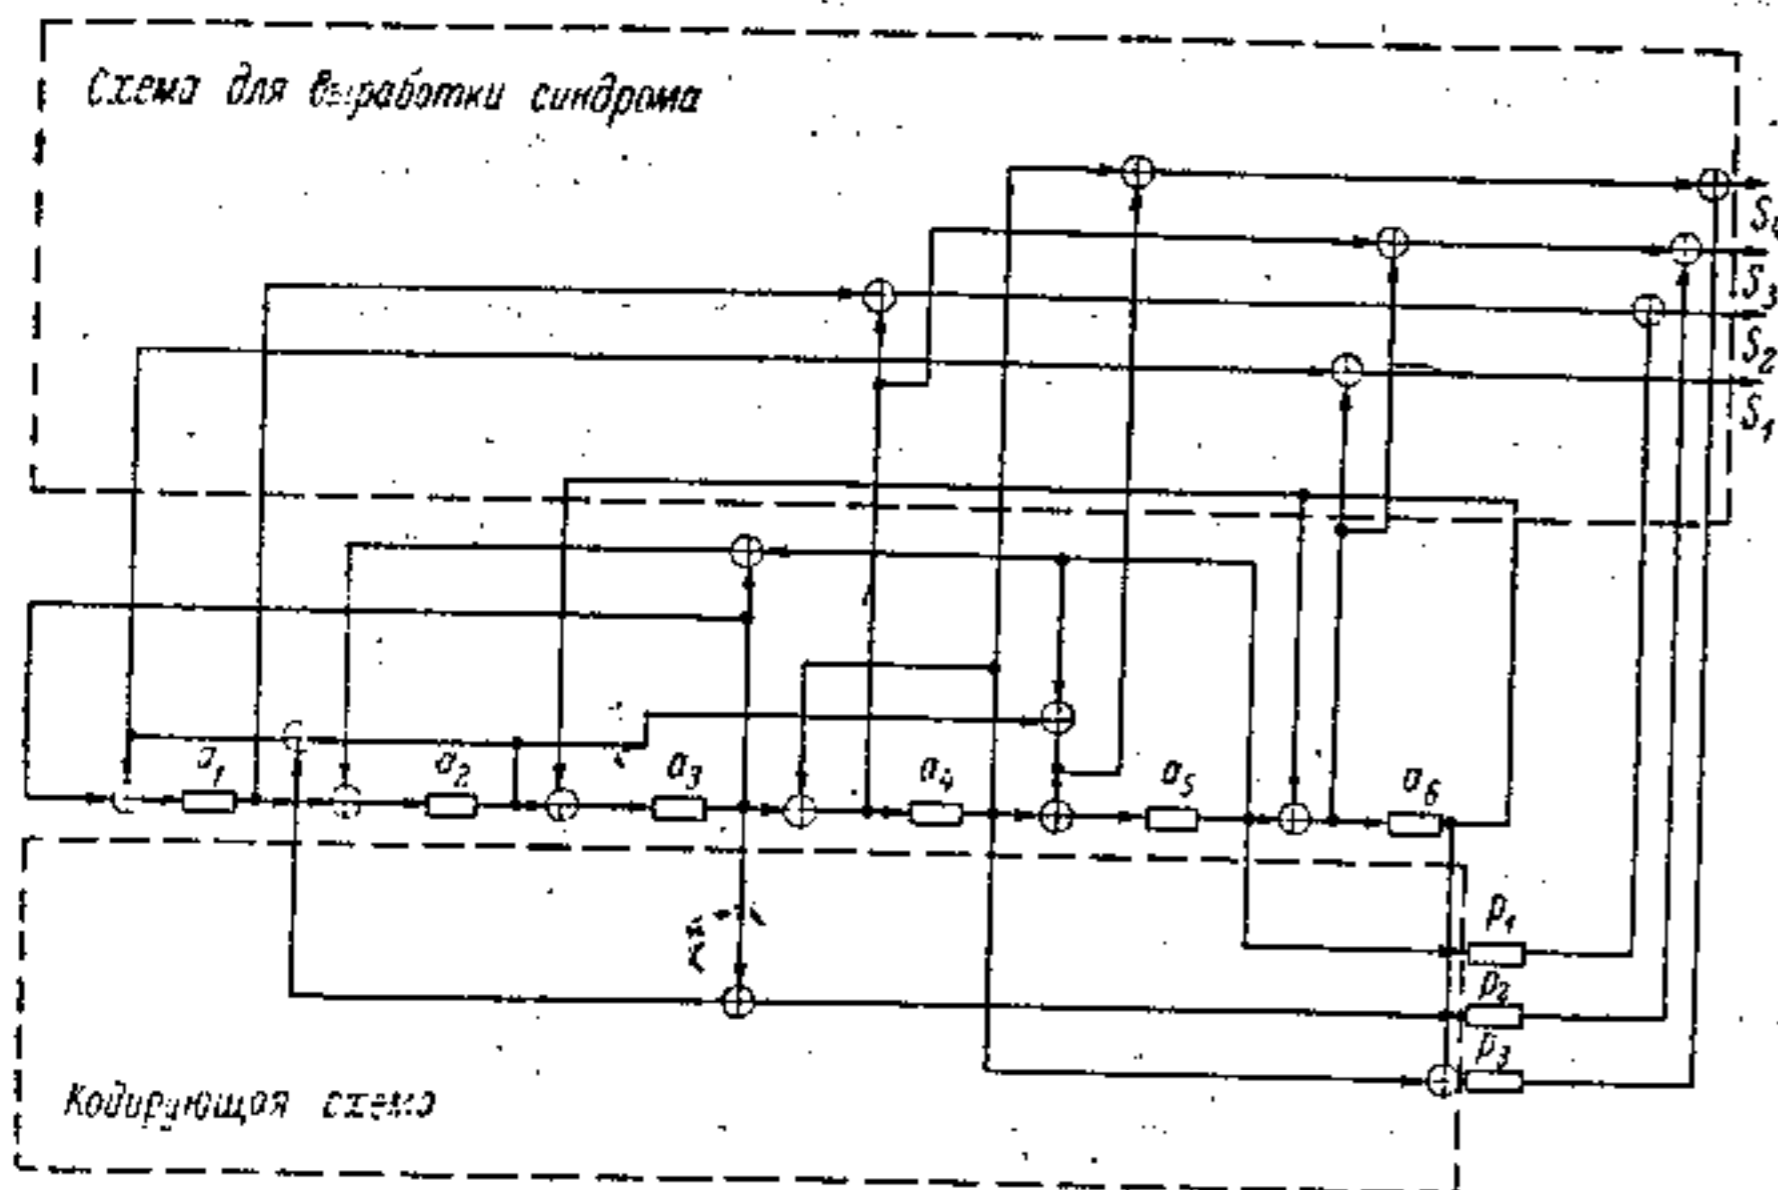 Схема для выработки синдрома
S₃
S₂
S₁
a₁
a₂
a₃
a₄
a₅
a₆
p₁
p₂
p₃
Кодирующая схема